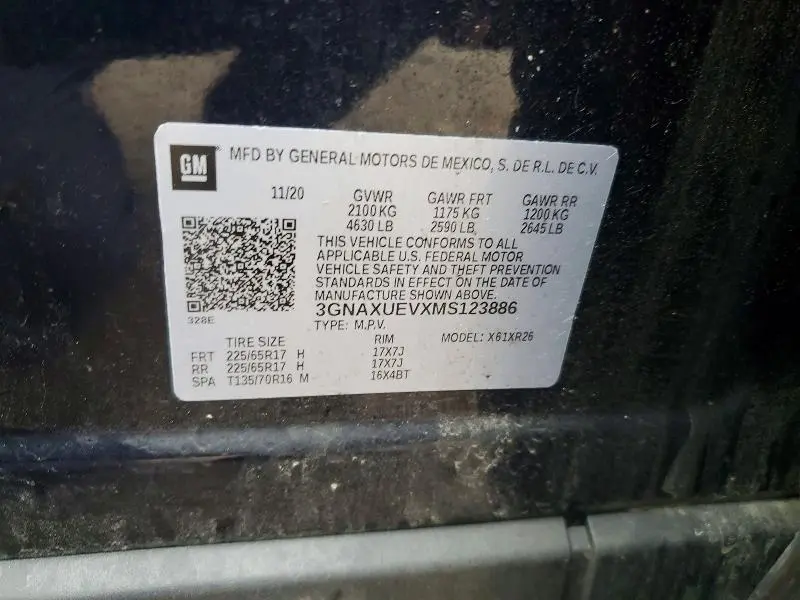 GM MFD BY GENERAL MOTORS DE MEXICO, S. DE R.L. DE C.V.
11/20 GVWR GAWR FRT GAWR RR
2100 KG 1175 KG 1200 KG
4630 LB 2590 LB 2645 LB
THIS VEHICLE CONFORMS TO ALL
APPLICABLE U.S. FEDERAL MOTOR
VEHICLE SAFETY AND THEFT PREVENTION
STANDARDS IN EFFECT ON THE DATE OF
MANUFACTURE SHOWN ABOVE.
328E
3GNAXUEVXMS123886
TYPE: M.P.V.
TIRE SIZE RIM MODEL: X61XR26
FRT 225/65R17 H 17X7J
RR 225/65R17 H 17X7J
SPA T135/70R16 M 16X4BT